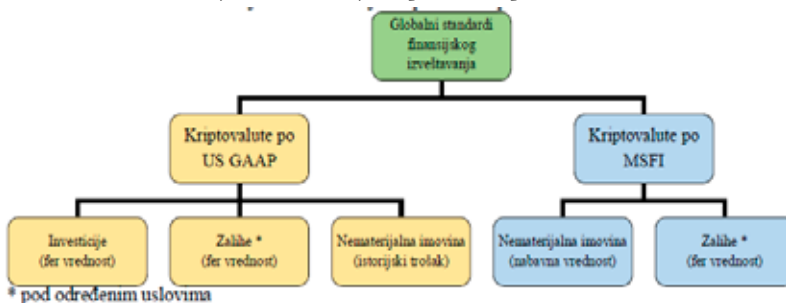 Globalni standardi
finansijskog
izveštavanja
Kriptovalute po
US GAAP
Kriptovalute po
MSFI
Investicije
(fer vrednost)
Zalihe *
(fer vrednost)
Nematerijalna imovina
(istorijski trošak)
Nematerijalna imovina
(nabavna vrednost)
Zalihe *
(fer vrednost)
* pod određenim uslovima